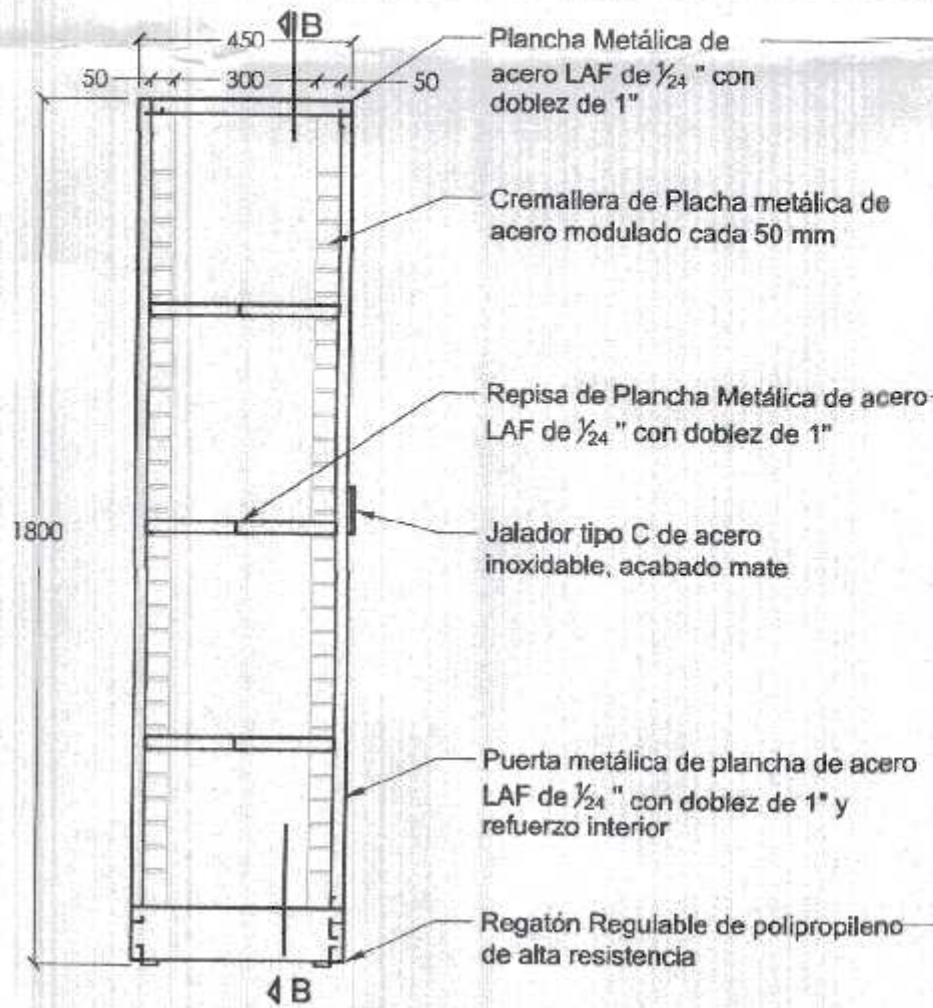 B
450
50 300 50
Plancha Metálica de
acero LAF de 1/24 " con
doblez de 1"
Cremallera de Placha metálica de
acero modulado cada 50 mm
Repisa de Plancha Metálica de acero
LAF de 1/24 " con doblez de 1"
1800
Jalador tipo C de acero
inoxidable, acabado mate
Puerta metálica de plancha de acero
LAF de 1/24 " con doblez de 1" y
refuerzo interior
Regatón Regulable de polipropileno
de alta resistencia
B